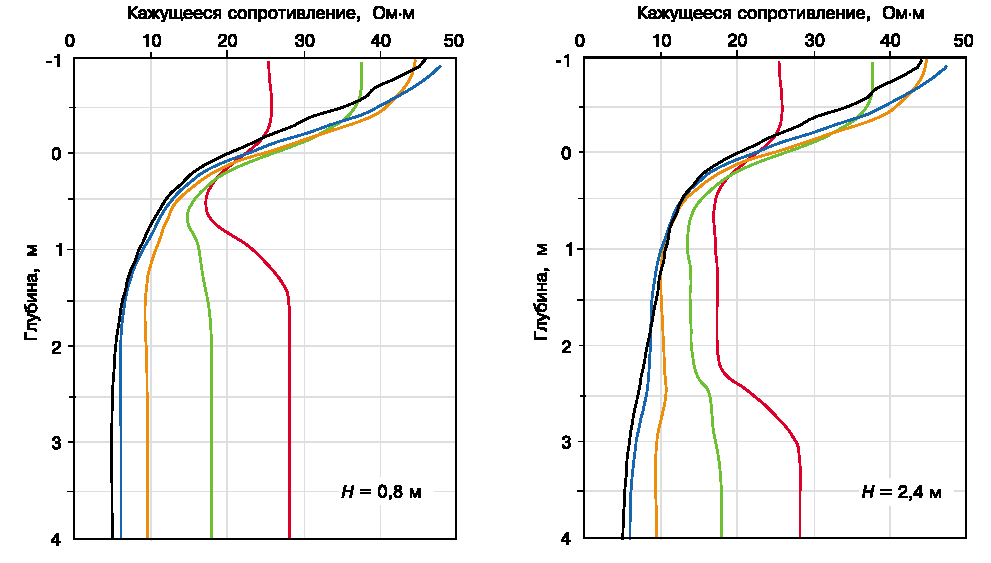 Кажущееся сопротивление, Ом·м
0 10 20 30 40 50
-1
0
1
2
3
4
Глубина, м
H = 0,8 м
Кажущееся сопротивление, Ом·м
0 10 20 30 40 50
-1
0
1
2
3
4
Глубина, м
H = 2,4 м